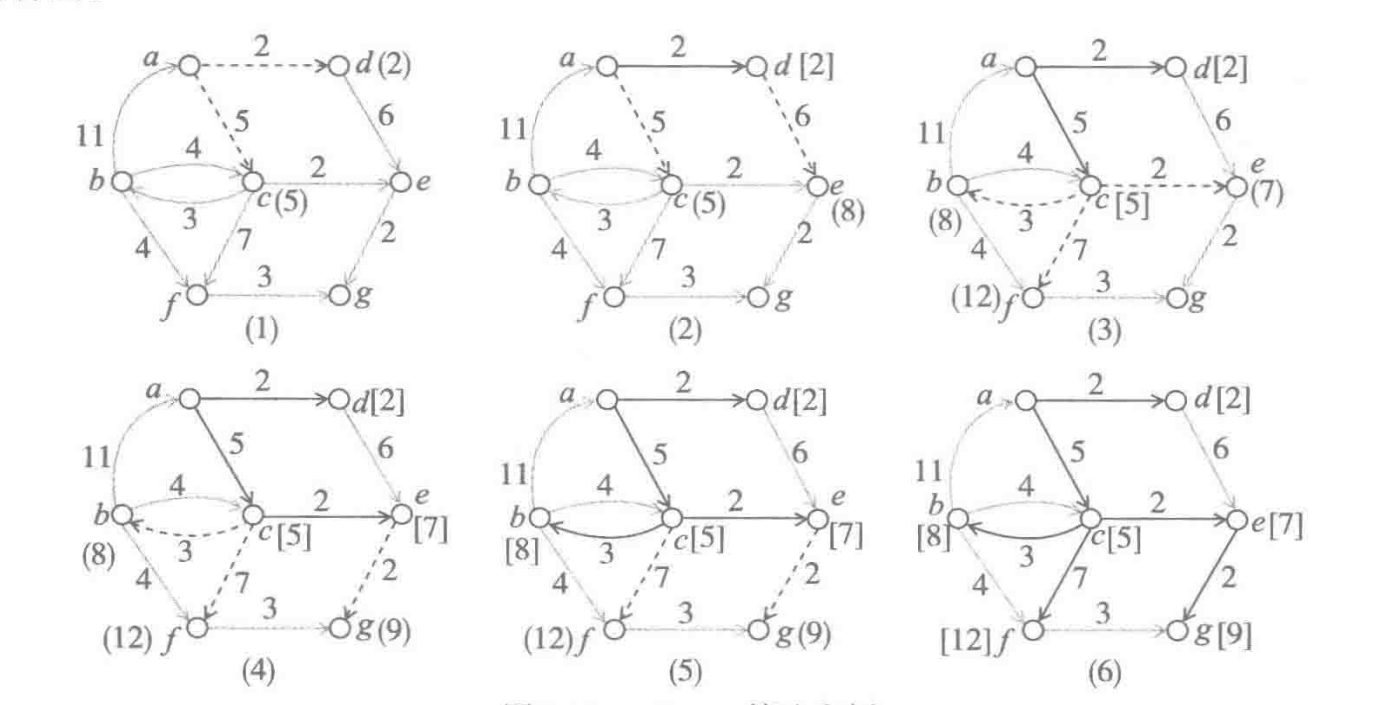 a 2 d(2)
11 5 6
4
b 2 e
3 c(5)
4 7 2
3
f g
(1)
a 2 d [2]
11 5 6
4
b 2 e
3 c(5) (8)
4 7 2
3
f g
(2)
a 2 d[2]
11 5 6
4 e
b 2 (7)
(8) 3 c[5]
4 7 2
(12) f 3 g
(3)
a 2 d[2]
11 5 6
4 e
b 2 [7]
(8) 3 c[5]
4 7 2
(12) f 3 g(9)
(4)
a 2 d[2]
11 5 6
4 e
b 2 [7]
[8] 3 c[5]
4 7 2
(12) f 3 g(9)
(5)
a 2 d[2]
11 5 6
b 4 2 e[7]
[8] 3 c[5]
4 7 2
[12] f 3 g[9]
(6)